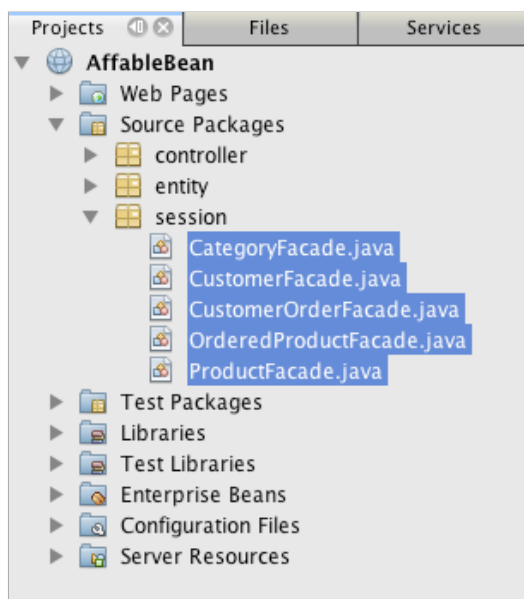 Projects Files Services
AffableBean
Web Pages
Source Packages
controller
entity
session
CategoryFacade.java
CustomerFacade.java
CustomerOrderFacade.java
OrderedProductFacade.java
ProductFacade.java
Test Packages
Libraries
Test Libraries
Enterprise Beans
Configuration Files
Server Resources